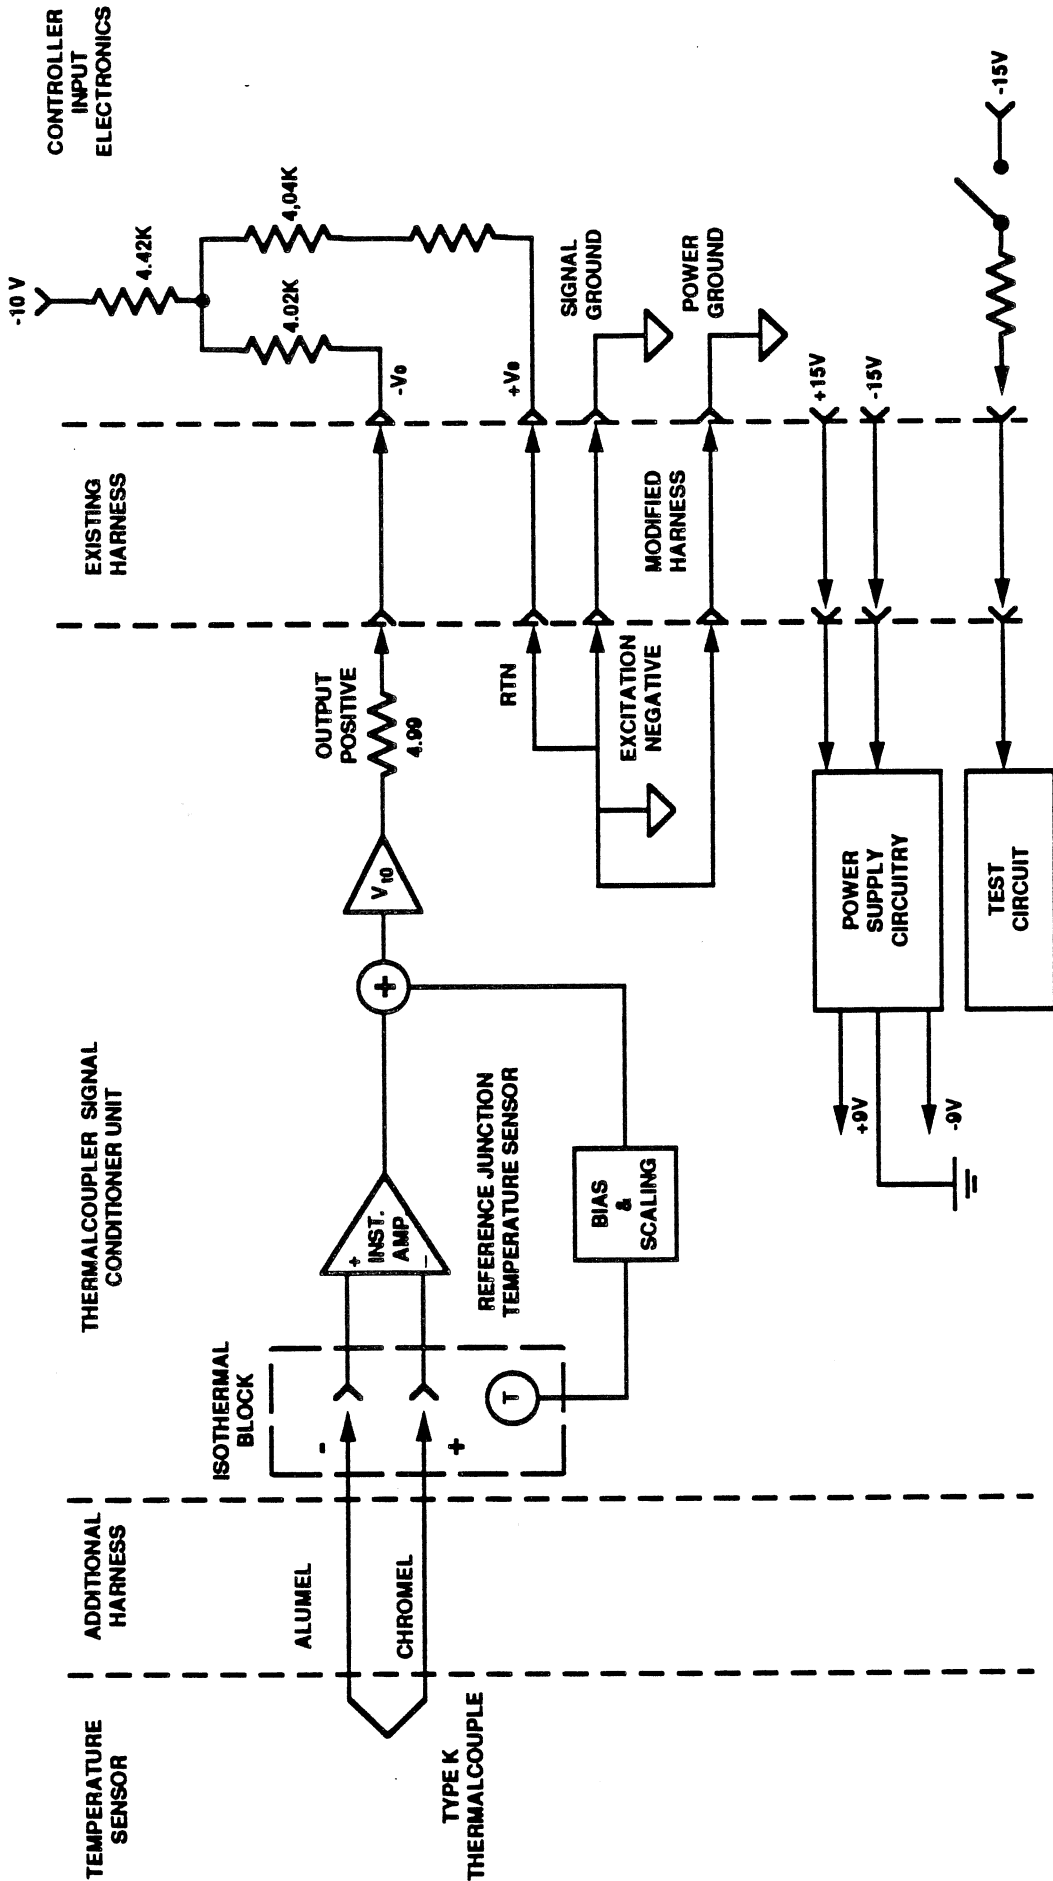 TEMPERATURE
SENSOR
ADDITIONAL
HARNESS
THERMALCOUPLER SIGNAL
CONDITIONER UNIT
EXISTING
HARNESS
CONTROLLER
INPUT
ELECTRONICS
TYPE K
THERMALCOUPLE
ALUMEL
CHROMEL
ISOTHERMAL
BLOCK
-
+
T
+
INST.
AMP
-
REFERENCE JUNCTION
TEMPERATURE SENSOR
BIAS
&
SCALING
+
V10
OUTPUT
POSITIVE
4.99
RTN
EXCITATION
NEGATIVE
MODIFIED
HARNESS
-10 V
4.42K
4.02K
4,04K
-V0
+V0
SIGNAL
GROUND
POWER
GROUND
+15V
-15V
-15V
POWER
SUPPLY
CIRCUITRY
+9V
-9V
TEST
CIRCUIT